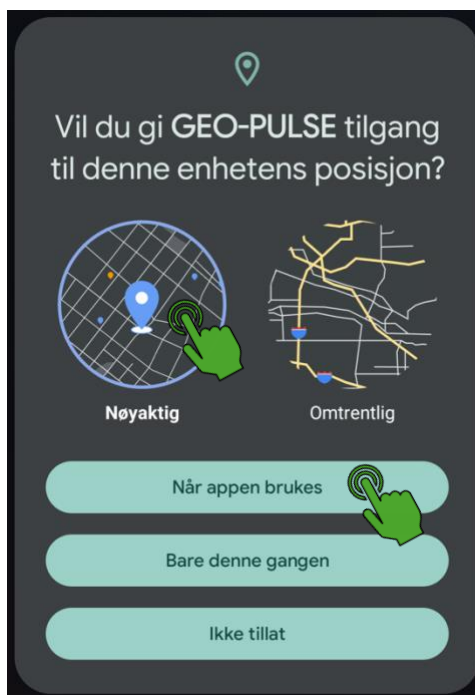 Vil du gi GEO-PULSE tilgang
til denne enhetens posisjon?
Nøyaktig
Omtrentlig
Når appen brukes
Bare denne gangen
Ikke tillat